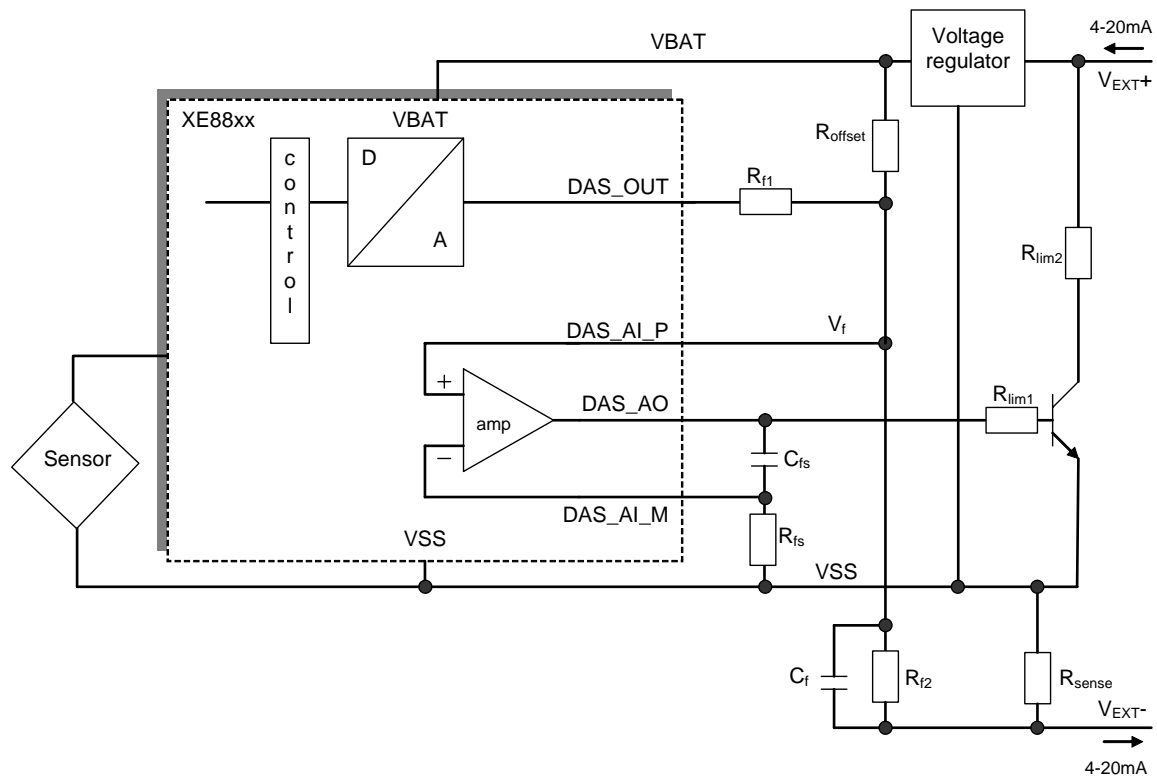 4-20mA
VBAT
Voltage
regulator
VEXT+
XE88xx
VBAT
Roffset
control
D
A
DAS_OUT
Rf1
Rlim2
DAS_AI_P
Vf
+
amp
−
DAS_AO
Rlim1
Sensor
Cfs
DAS_AI_M
Rfs
VSS
VSS
Cf
Rf2
Rsense
VEXT-
4-20mA